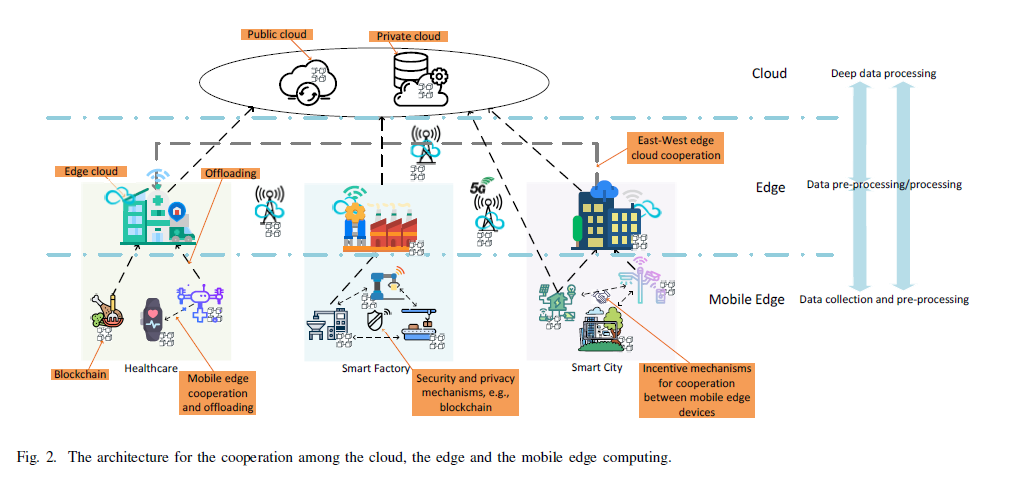 Public cloud
Private cloud
Cloud
Deep data processing
East-West edge
cloud cooperation
Edge cloud
Offloading
5G
Edge
Data pre-processing/processing
Mobile Edge
Data collection and pre-processing
Blockchain
Healthcare
Mobile edge
cooperation
and offloading
Smart Factory
Security and privacy
mechanisms, e.g.,
blockchain
Smart City
Incentive mechanisms
for cooperation
between mobile edge
devices
Fig. 2. The architecture for the cooperation among the cloud, the edge and the mobile edge computing.